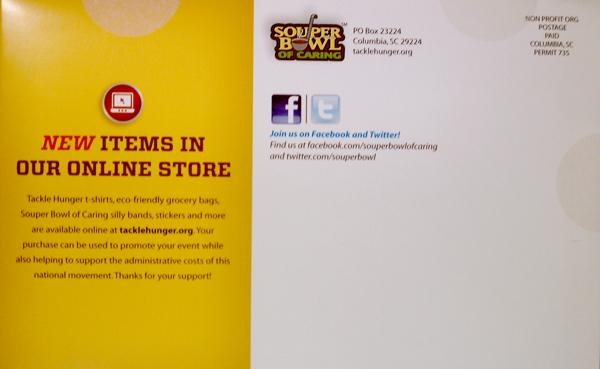 NEW ITEMS IN
OUR ONLINE STORE
Tackle Hunger t-shirts, eco-friendly grocery bags,
Souper Bowl of Caring silly bands, stickers and more
are available online at tacklehunger.org. Your
purchase can be used to promote your event while
also helping to support the administrative costs of this
national movement. Thanks for your support!
SOUPER
BOWL
OF CARING
TM
PO Box 23224
Columbia, SC 29224
tacklehunger.org
NON PROFIT ORG
POSTAGE
PAID
COLUMBIA, SC
PERMIT 735
f
t
Join us on Facebook and Twitter!
Find us at facebook.com/souperbowlofcaring
and twitter.com/souperbowl